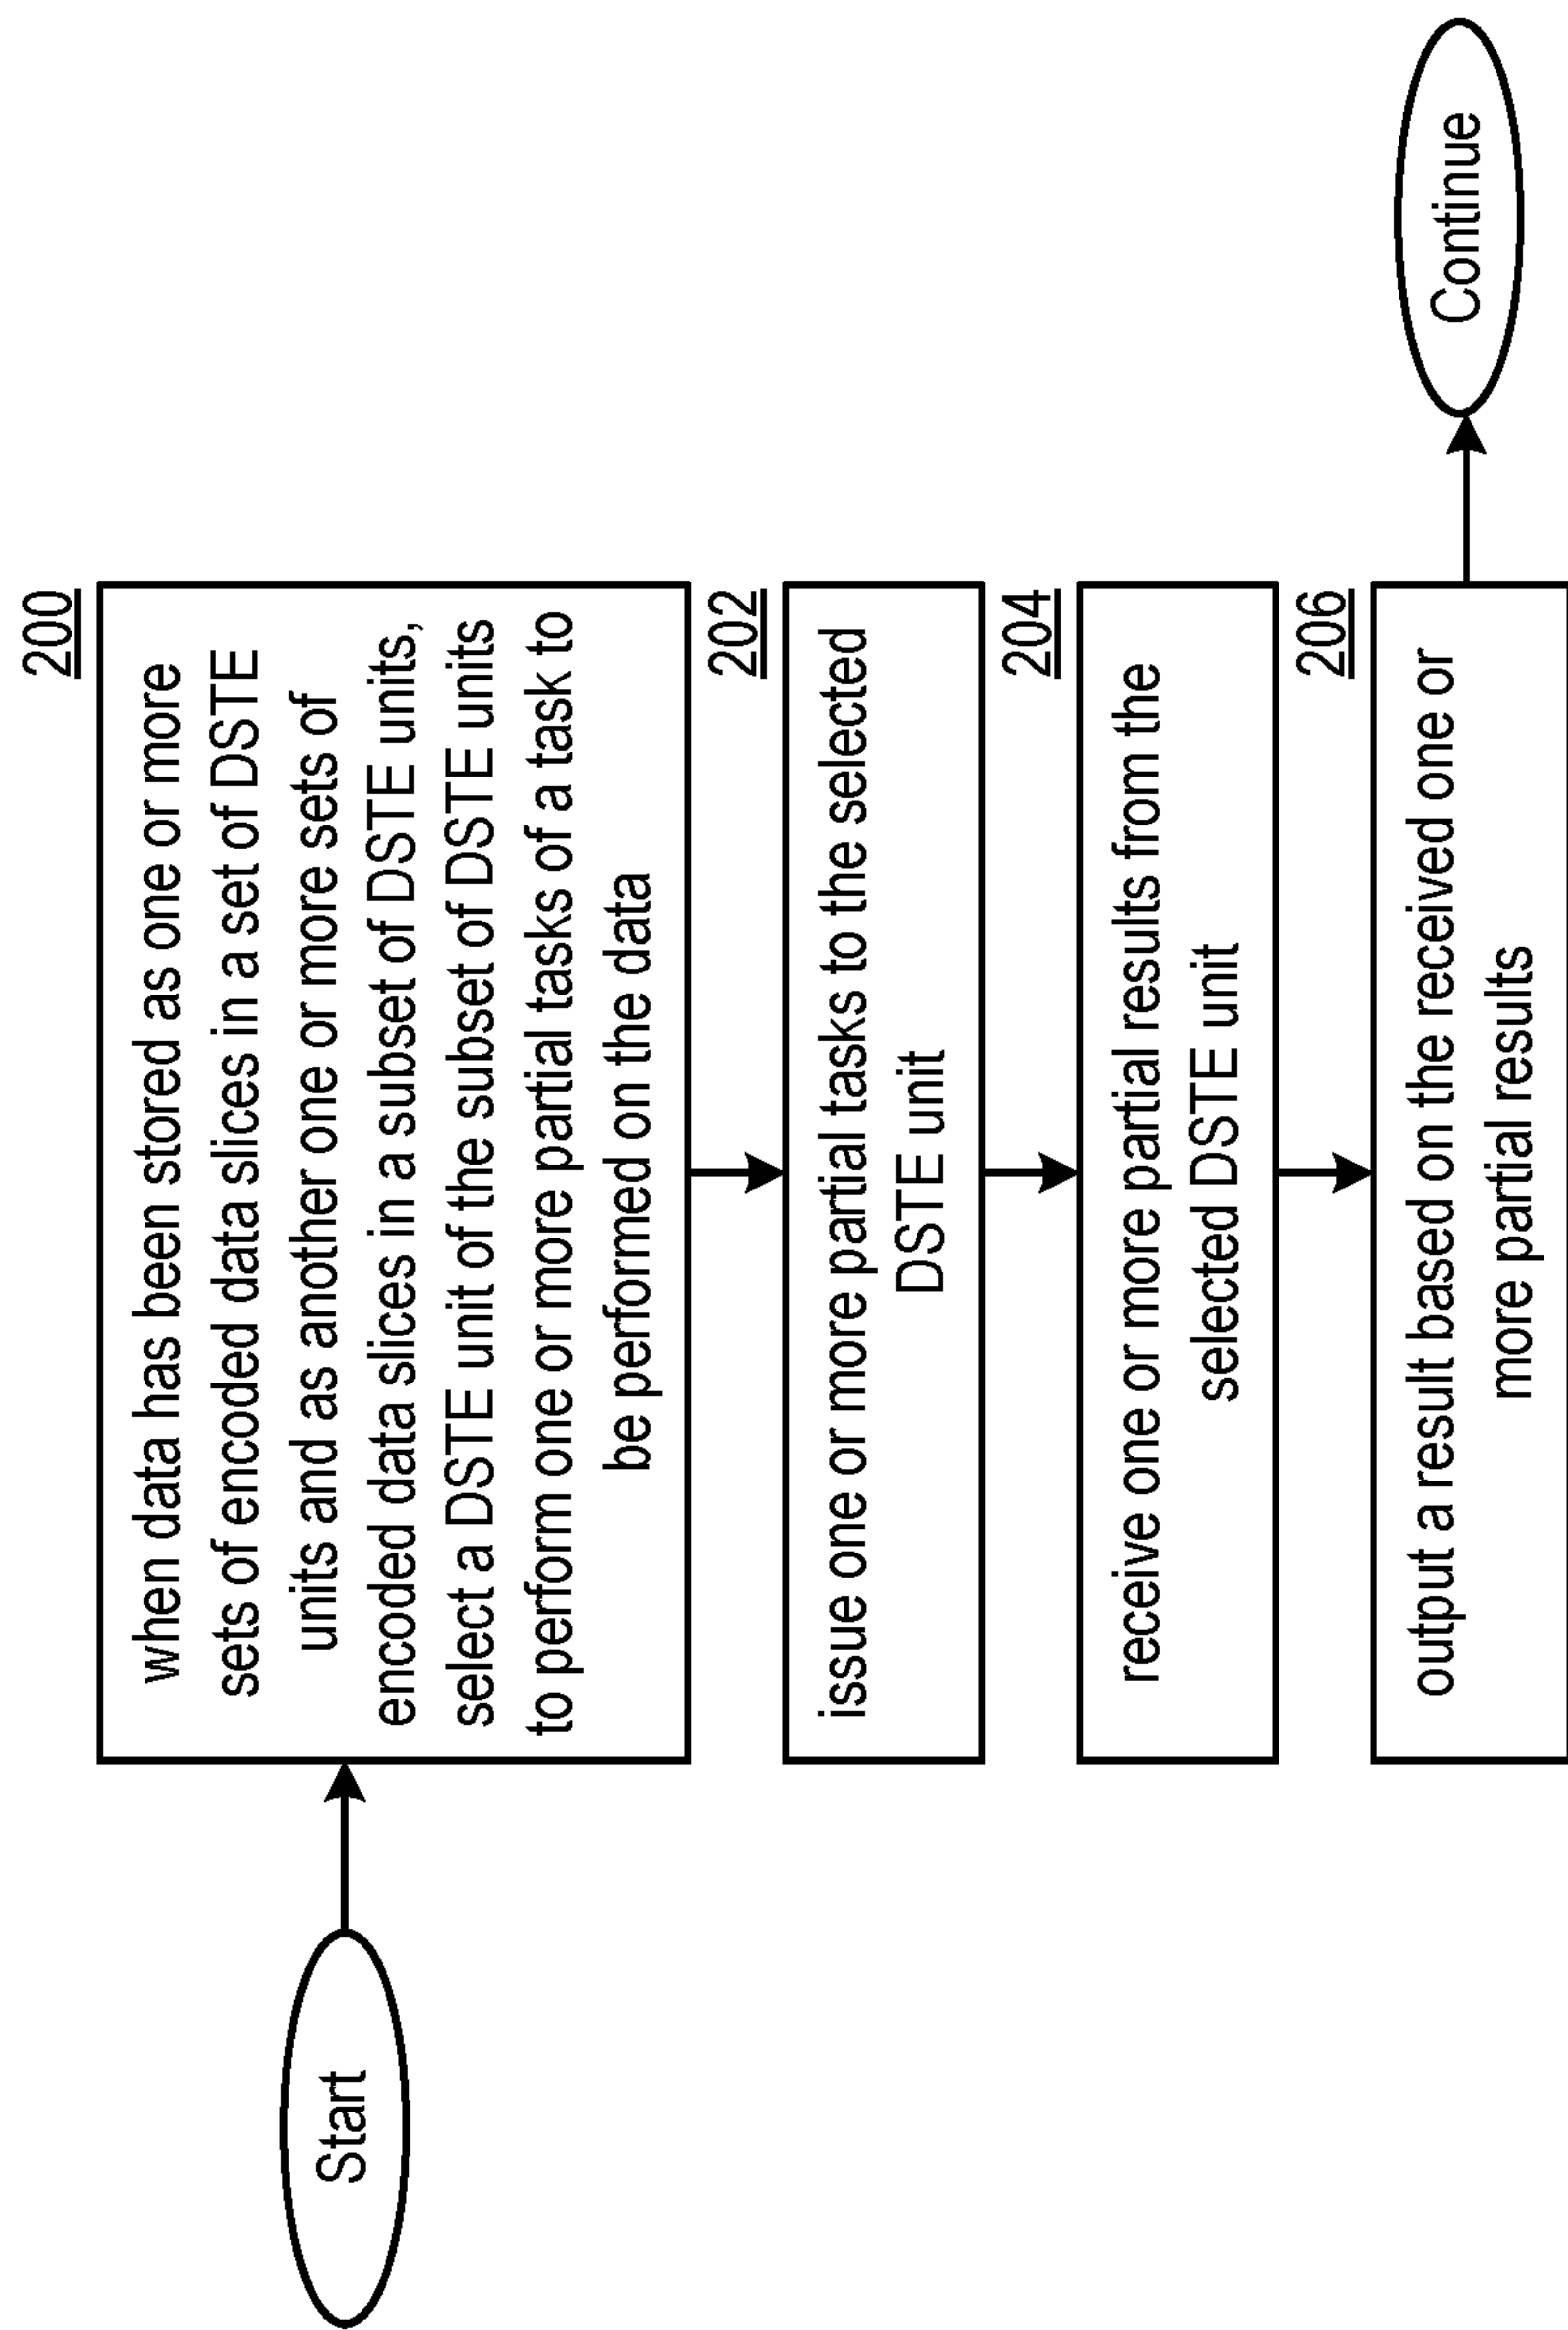 Start
200
when data has been stored as one or more
sets of encoded data slices in a set of DSTE
units and as another one or more sets of
encoded data slices in a subset of DSTE units,
select a DSTE unit of the subset of DSTE units
to perform one or more partial tasks of a task to
be performed on the data
202
issue one or more partial tasks to the selected
DSTE unit
204
receive one or more partial results from the
selected DSTE unit
206
output a result based on the received one or
more partial results
Continue